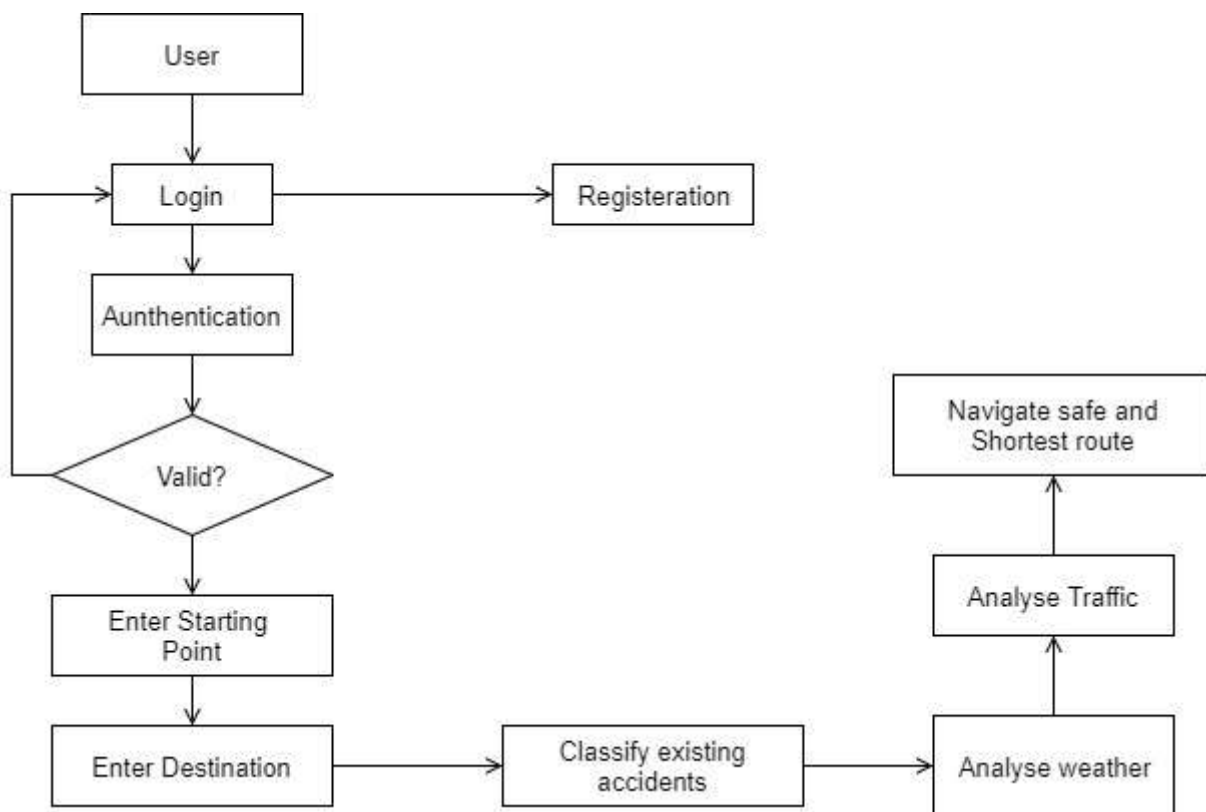 User
Login
Registeration
Aunthentication
Valid?
Enter Starting
Point
Enter Destination
Classify existing
accidents
Analyse weather
Analyse Traffic
Navigate safe and
Shortest route